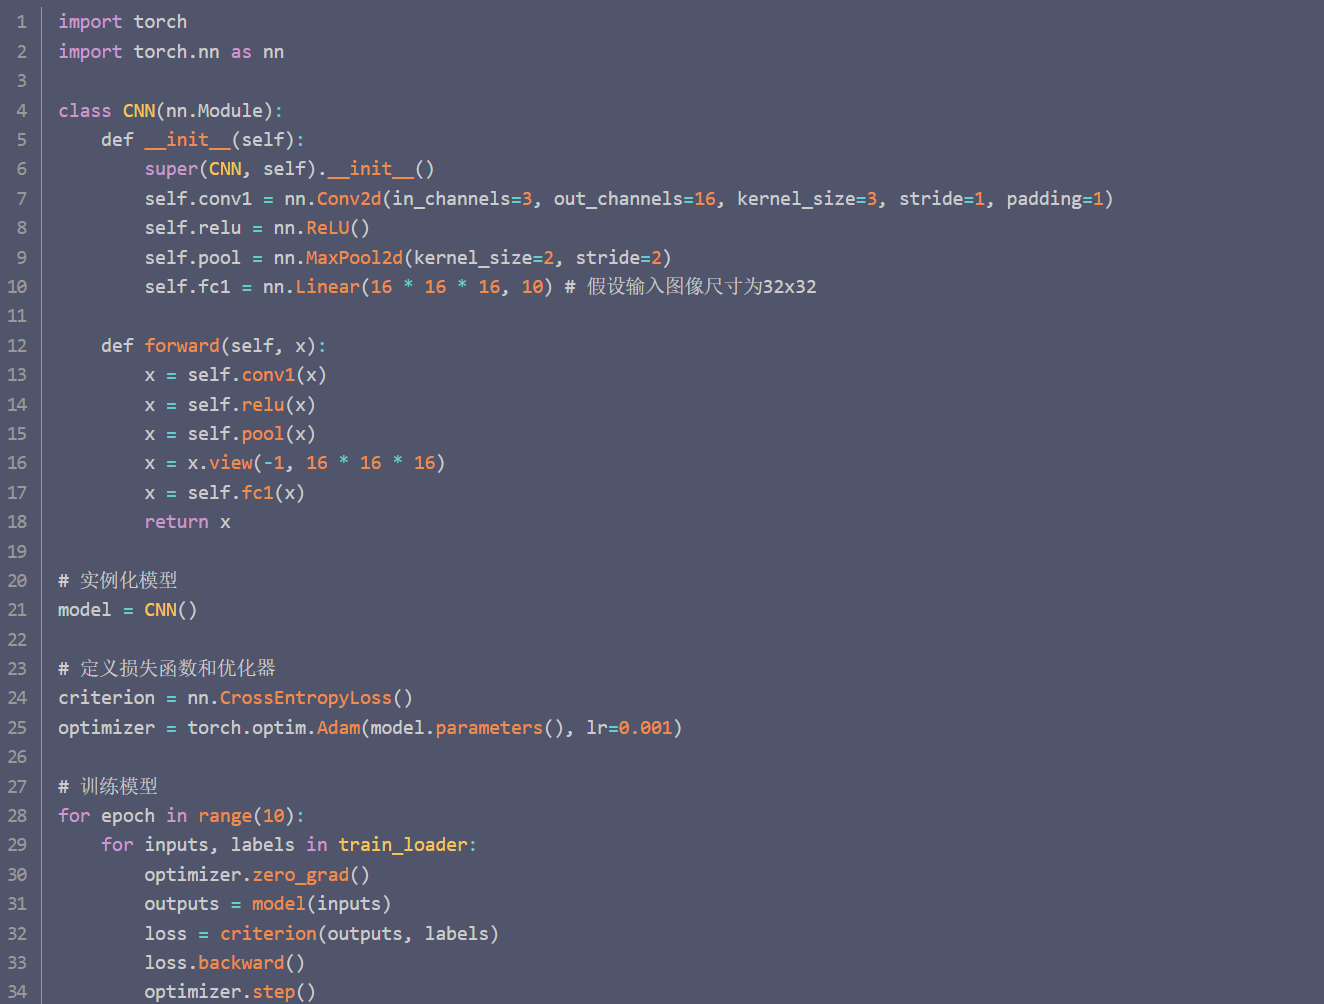 1 import torch
2 import torch.nn as nn
3
4 class CNN(nn.Module):
5     def __init__(self):
6         super(CNN, self).__init__()
7         self.conv1 = nn.Conv2d(in_channels=3, out_channels=16, kernel_size=3, stride=1, padding=1)
8         self.relu = nn.ReLU()
9         self.pool = nn.MaxPool2d(kernel_size=2, stride=2)
10         self.fc1 = nn.Linear(16 * 16 * 16, 10) # 假设输入图像尺寸为32x32
11
12     def forward(self, x):
13         x = self.conv1(x)
14         x = self.relu(x)
15         x = self.pool(x)
16         x = x.view(-1, 16 * 16 * 16)
17         x = self.fc1(x)
18         return x
19
20 # 实例化模型
21 model = CNN()
22
23 # 定义损失函数和优化器
24 criterion = nn.CrossEntropyLoss()
25 optimizer = torch.optim.Adam(model.parameters(), lr=0.001)
26
27 # 训练模型
28 for epoch in range(10):
29     for inputs, labels in train_loader:
30         optimizer.zero_grad()
31         outputs = model(inputs)
32         loss = criterion(outputs, labels)
33         loss.backward()
34         optimizer.step()